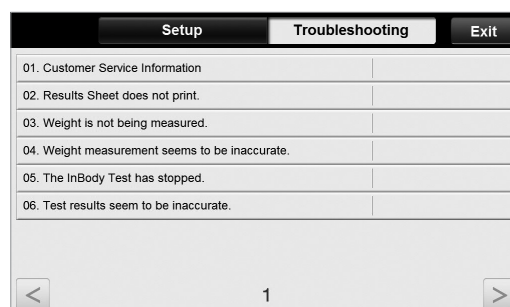 Setup Troubleshooting Exit
01. Customer Service Information
02. Results Sheet does not print.
03. Weight is not being measured.
04. Weight measurement seems to be inaccurate.
05. The InBody Test has stopped.
06. Test results seem to be inaccurate.
< 1 >